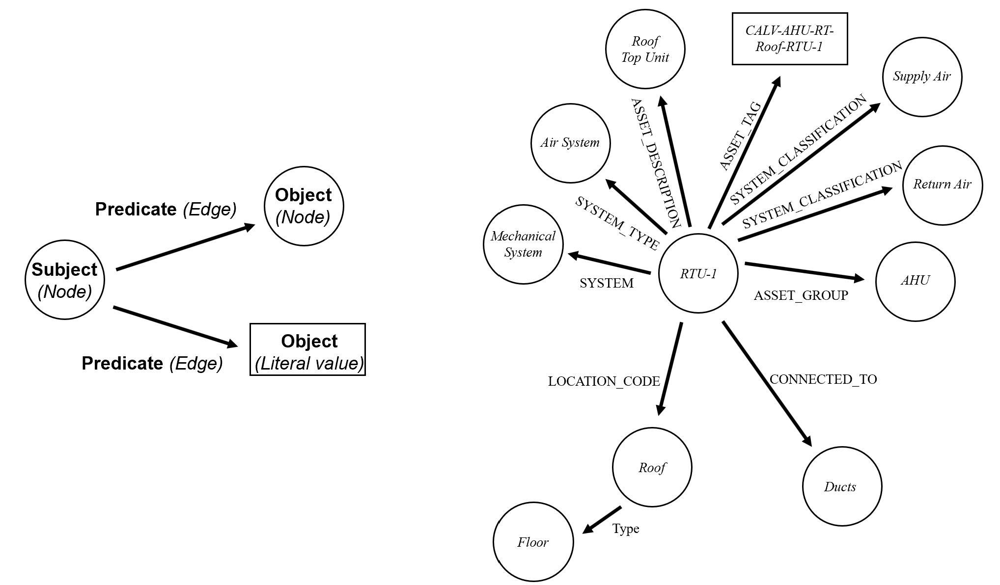 Predicate (Edge)
Object
(Node)
Subject
(Node)
Predicate (Edge)
Object
(Literal value)
Roof
Top Unit
CALV-AHU-RT-
Roof-RTU-1
Supply Air
Air System
ASSET_DESCRIPTION
ASSET_TAG
SYSTEM_CLASSIFICATION
SYSTEM_CLASSIFICATION
Return Air
SYSTEM_TYPE
Mechanical
System
SYSTEM
RTU-1
AHU
ASSET_GROUP
LOCATION_CODE
CONNECTED_TO
Roof
Ducts
Type
Floor